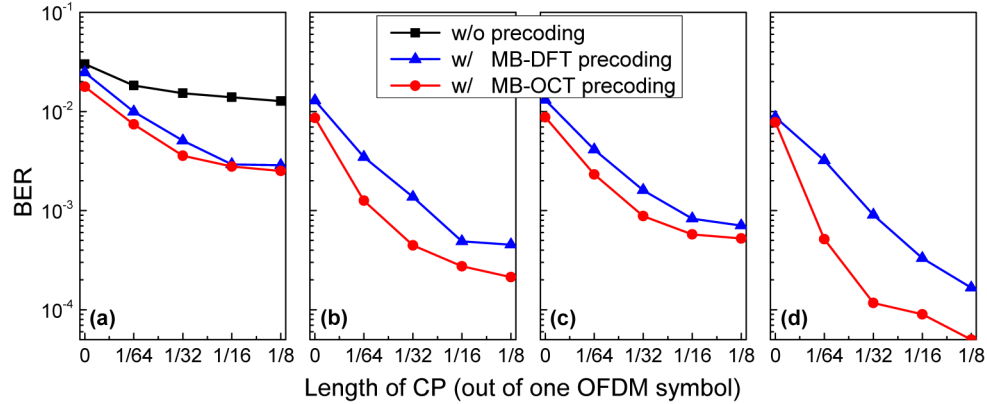 10⁻¹
10⁻²
10⁻³
10⁻⁴
BER
w/o precoding
w/ MB-DFT precoding
w/ MB-OCT precoding
(a)
(b)
(c)
(d)
0 1/64 1/32 1/16 1/8
0 1/64 1/32 1/16 1/8
0 1/64 1/32 1/16 1/8
0 1/64 1/32 1/16 1/8
Length of CP (out of one OFDM symbol)